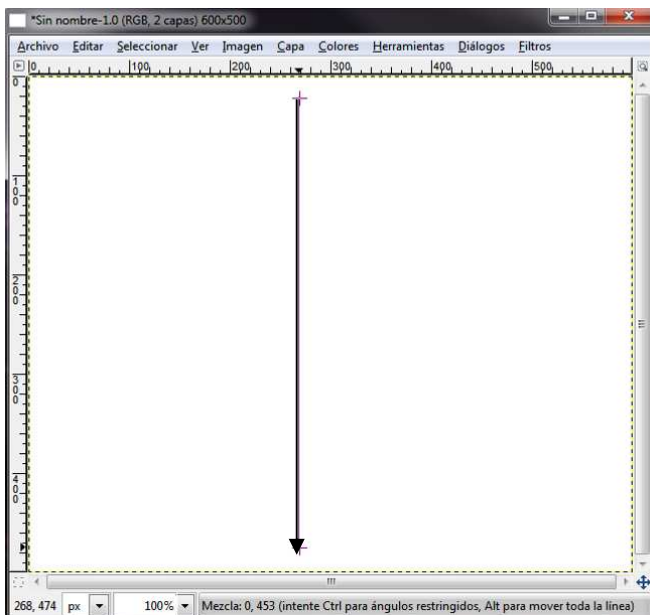 *Sin nombre-1.0 (RGB, 2 capas) 600x500
Archivo Editar Seleccionar Ver Imagen Capa Colores Herramientas Diálogos Filtros
0 100 200 300 400 500
0
100
200
300
400
268, 474 px 100% Mezcla: 0, 453 (intente Ctrl para ángulos restringidos, Alt para mover toda la línea)